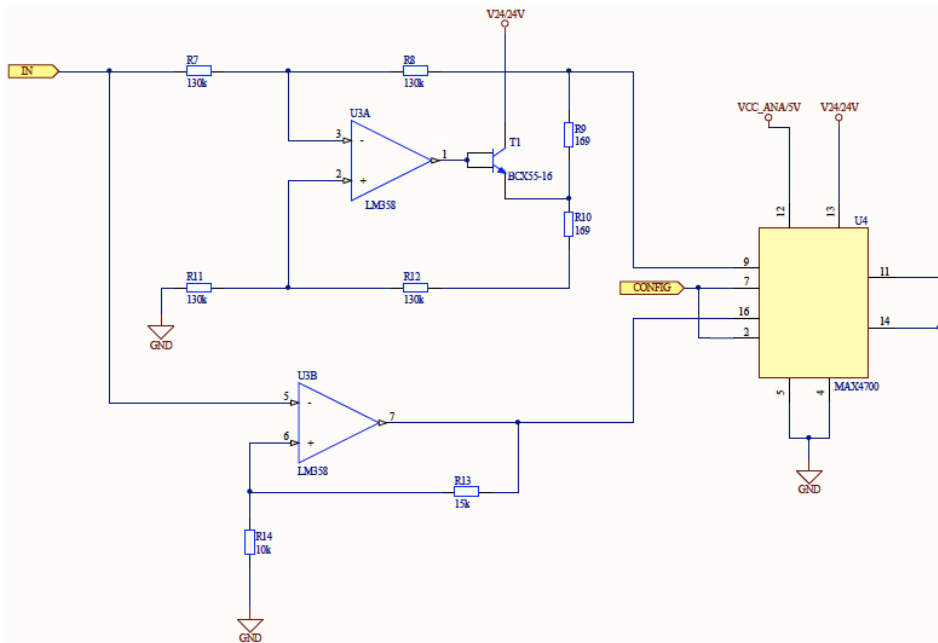 V24/24V
IN
R7
130k
R8
130k
U3A
3
-
1
2
+
LM358
T1
BCX55-16
R9
169
R10
169
VCC_ANA/5V
V24/24V
12
13
U4
9
7
16
2
11
14
5
4
MAX4700
GND
CONFIG
R11
130k
R12
130k
GND
U3B
5
-
7
6
+
LM358
R13
15k
R14
10k
GND